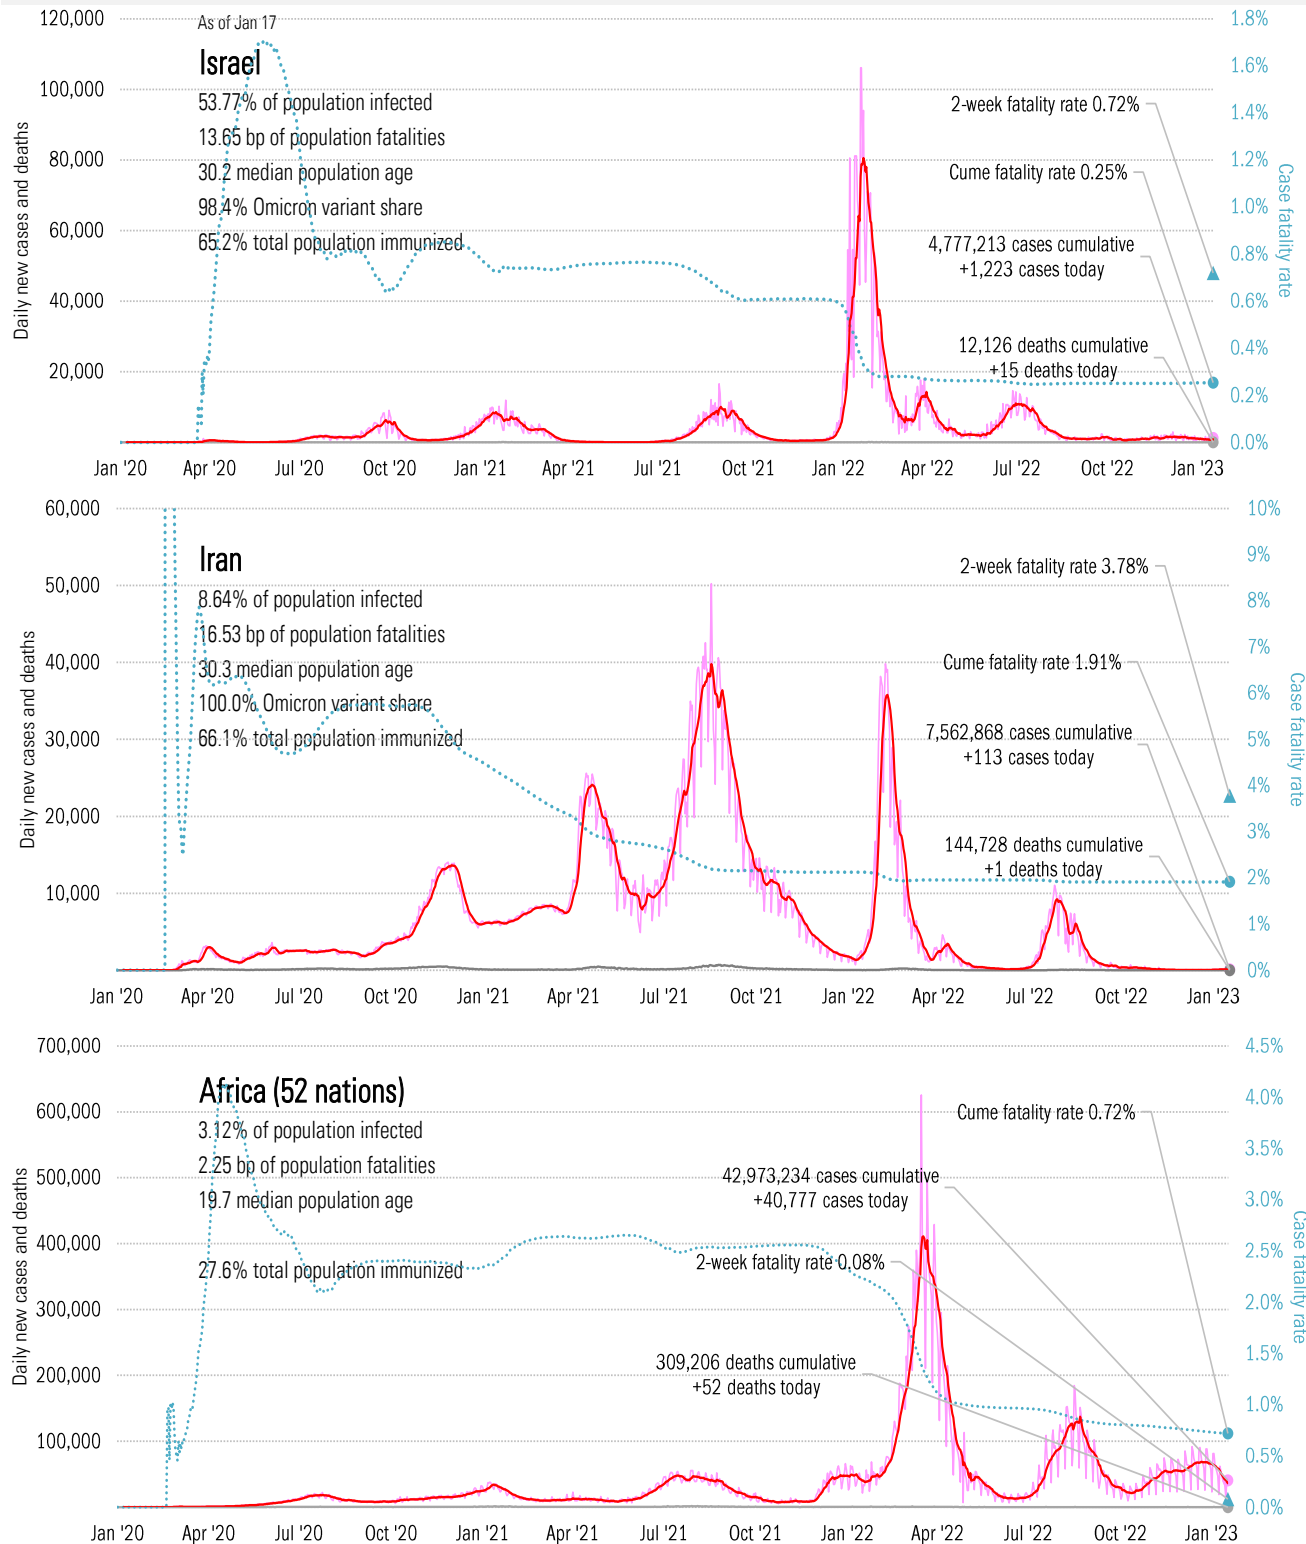 120,000
As of Jan 17
1.8%
Israel
1.6%
100,000
53.77% of population infected
2-week fatality rate 0.72%
1.4%
13.65 bp of population fatalities
80,000
1.2%
30.2 median population age
Cume fatality rate 0.25%
98.4% Omicron variant share
1.0%
60,000
65.2% total population immunized
4,777,213 cases cumulative
+1,223 cases today
0.8%
40,000
0.6%
12,126 deaths cumulative
+15 deaths today
0.4%
20,000
0.2%
0.0%
Daily new cases and deaths
Case fatality rate
Jan '20 Apr '20 Jul '20 Oct '20 Jan '21 Apr '21 Jul '21 Oct '21 Jan '22 Apr '22 Jul '22 Oct '22 Jan '23
60,000
10%
Iran
9%
2-week fatality rate 3.78%
50,000
8.64% of population infected
8%
16.53 bp of population fatalities
7%
40,000
30.3 median population age
Cume fatality rate 1.91%
100.0% Omicron variant share
6%
30,000
66.1% total population immunized
7,562,868 cases cumulative
+113 cases today
5%
4%
20,000
3%
144,728 deaths cumulative
+1 deaths today
2%
10,000
1%
0%
Daily new cases and deaths
Case fatality rate
Jan '20 Apr '20 Jul '20 Oct '20 Jan '21 Apr '21 Jul '21 Oct '21 Jan '22 Apr '22 Jul '22 Oct '22 Jan '23
700,000
4.5%
Africa (52 nations)
4.0%
600,000
Cume fatality rate 0.72%
3.12% of population infected
3.5%
2.25 bp of population fatalities
500,000
42,973,234 cases cumulative
+40,777 cases today
19.7 median population age
3.0%
400,000
2.5%
27.6% total population immunized
2-week fatality rate 0.08%
300,000
2.0%
1.5%
309,206 deaths cumulative
+52 deaths today
200,000
1.0%
100,000
0.5%
0.0%
Daily new cases and deaths
Case fatality rate
Jan '20 Apr '20 Jul '20 Oct '20 Jan '21 Apr '21 Jul '21 Oct '21 Jan '22 Apr '22 Jul '22 Oct '22 Jan '23